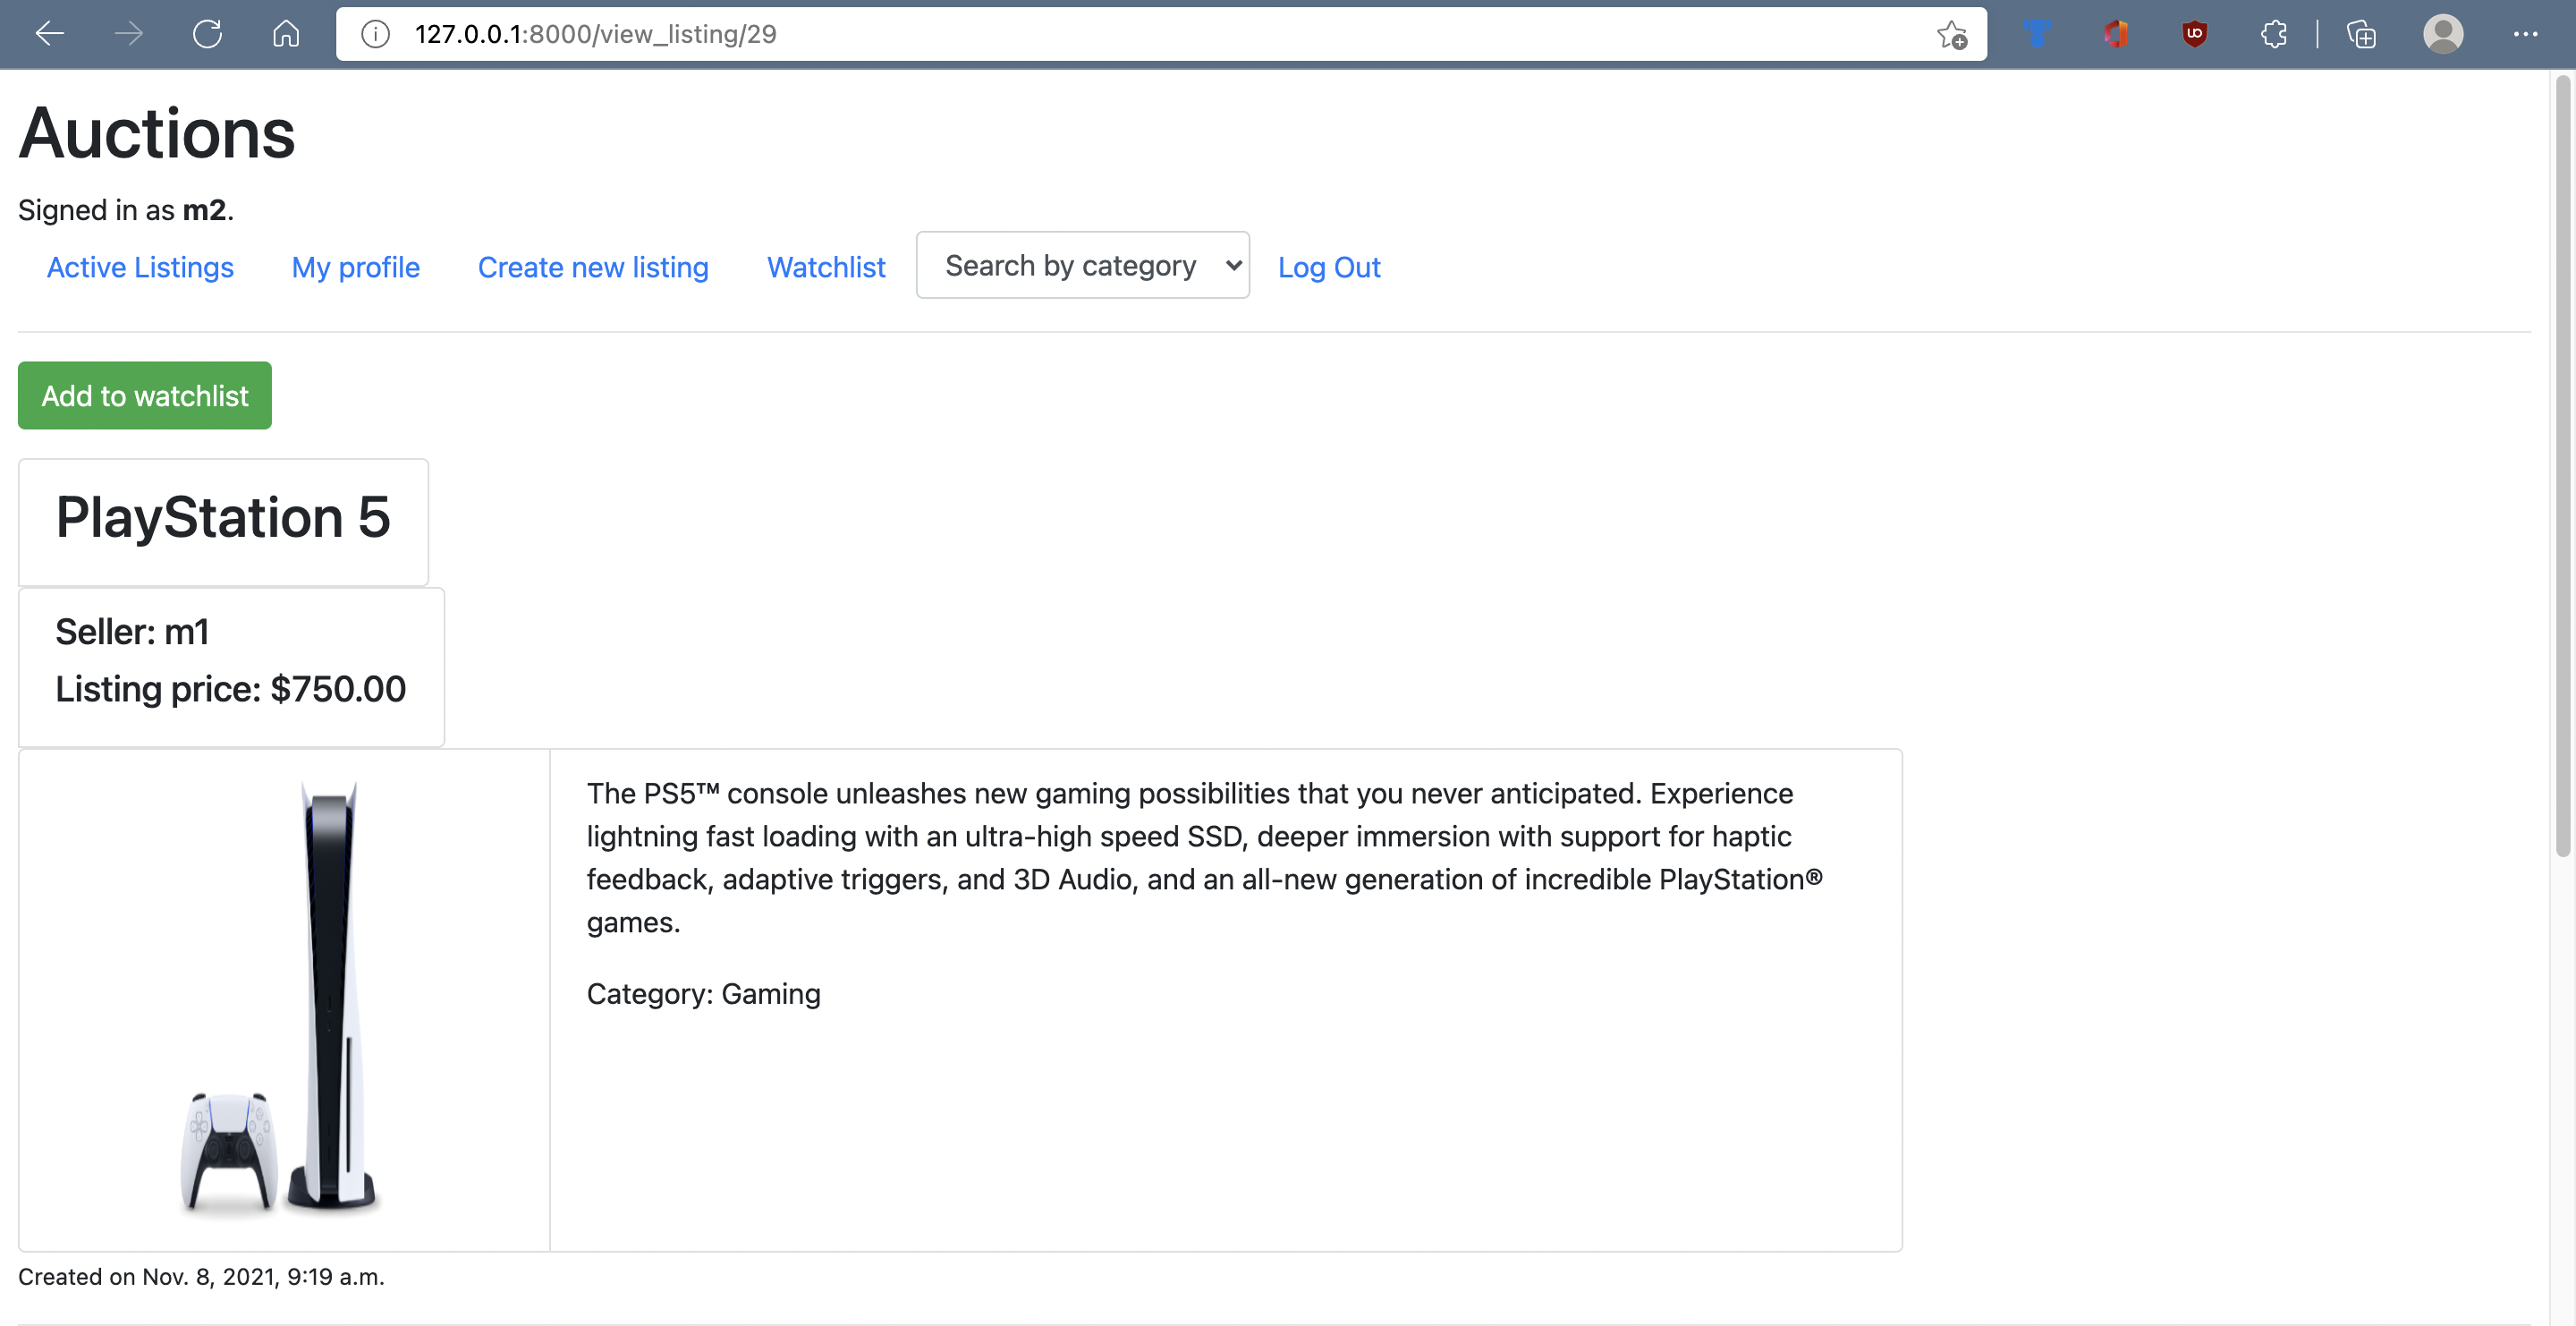 127.0.0.1:8000/view_listing/29
Auctions
Signed in as m2.
Active Listings My profile Create new listing Watchlist Search by category Log Out
Add to watchlist
PlayStation 5
Seller: m1
Listing price: $750.00
The PS5™ console unleashes new gaming possibilities that you never anticipated. Experience
lightning fast loading with an ultra-high speed SSD, deeper immersion with support for haptic
feedback, adaptive triggers, and 3D Audio, and an all-new generation of incredible PlayStation®
games.
Category: Gaming
Created on Nov. 8, 2021, 9:19 a.m.